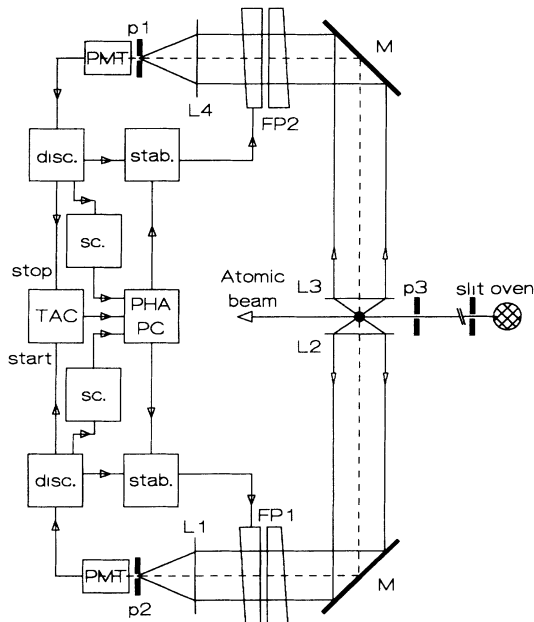 p1
PMT
M
L4
FP2
disc.
stab.
sc.
stop
Atomic
beam
L3
p3
slit oven
TAC
PHA
PC
start
L2
sc.
disc.
stab.
L1
FP1
PMT
M
p2